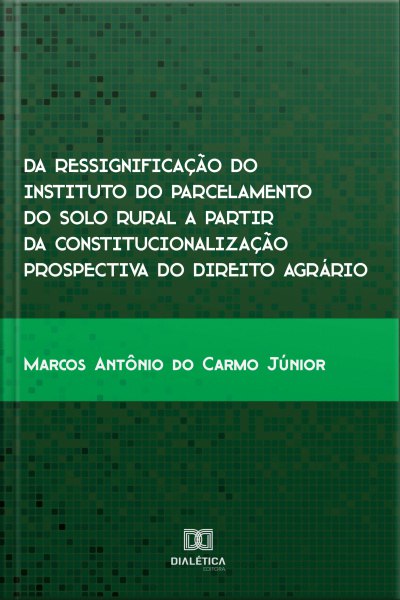 DA RESSIGNIFICAÇÃO DO
INSTITUTO DO PARCELAMENTO
DO SOLO RURAL A PARTIR
DA CONSTITUCIONALIZAÇÃO
PROSPECTIVA DO DIREITO AGRÁRIO
MARCOS ANTÔNIO DO CARMO JÚNIOR
DIALÉTICA
EDITORA